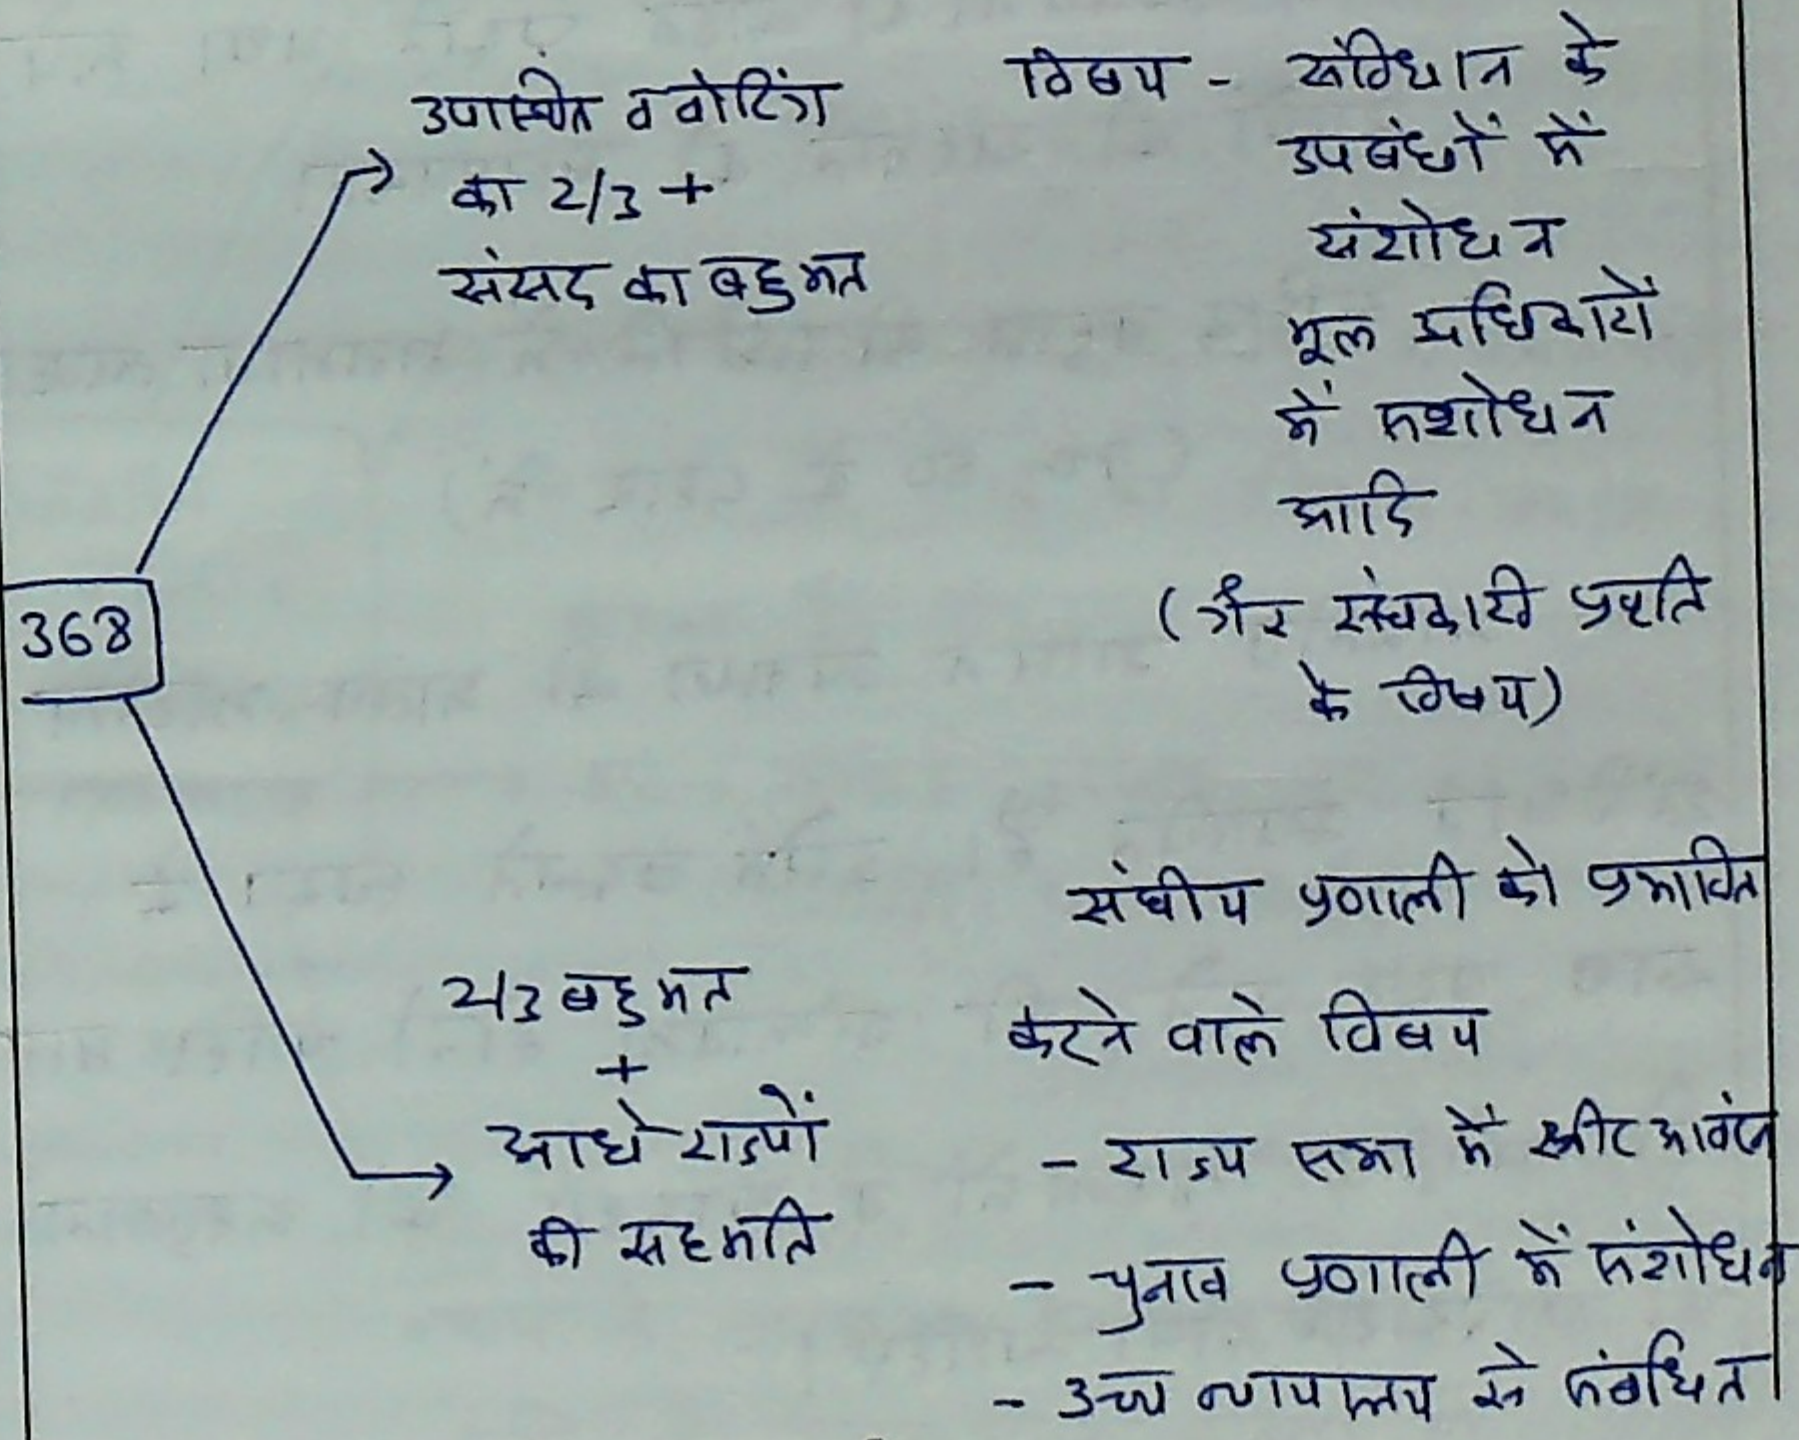 उपस्थित व वोटिंग
का 2/3 +
संसद का बहुमत
विषय - संविधान के
उपबंधों में
संशोधन
मूल अधिकारों
में संशोधन
आदि
(गैर संघकारी प्रवृति
के विषय)
368
2/3 बहुमत
+
आधे राज्यों
की सहमति
संघीय प्रणाली को प्रभावित
करने वाले विषय
- राज्य सभा में सीट आवंटन
- चुनाव प्रणाली में संशोधन
- उच्च न्यायालय से संबंधित